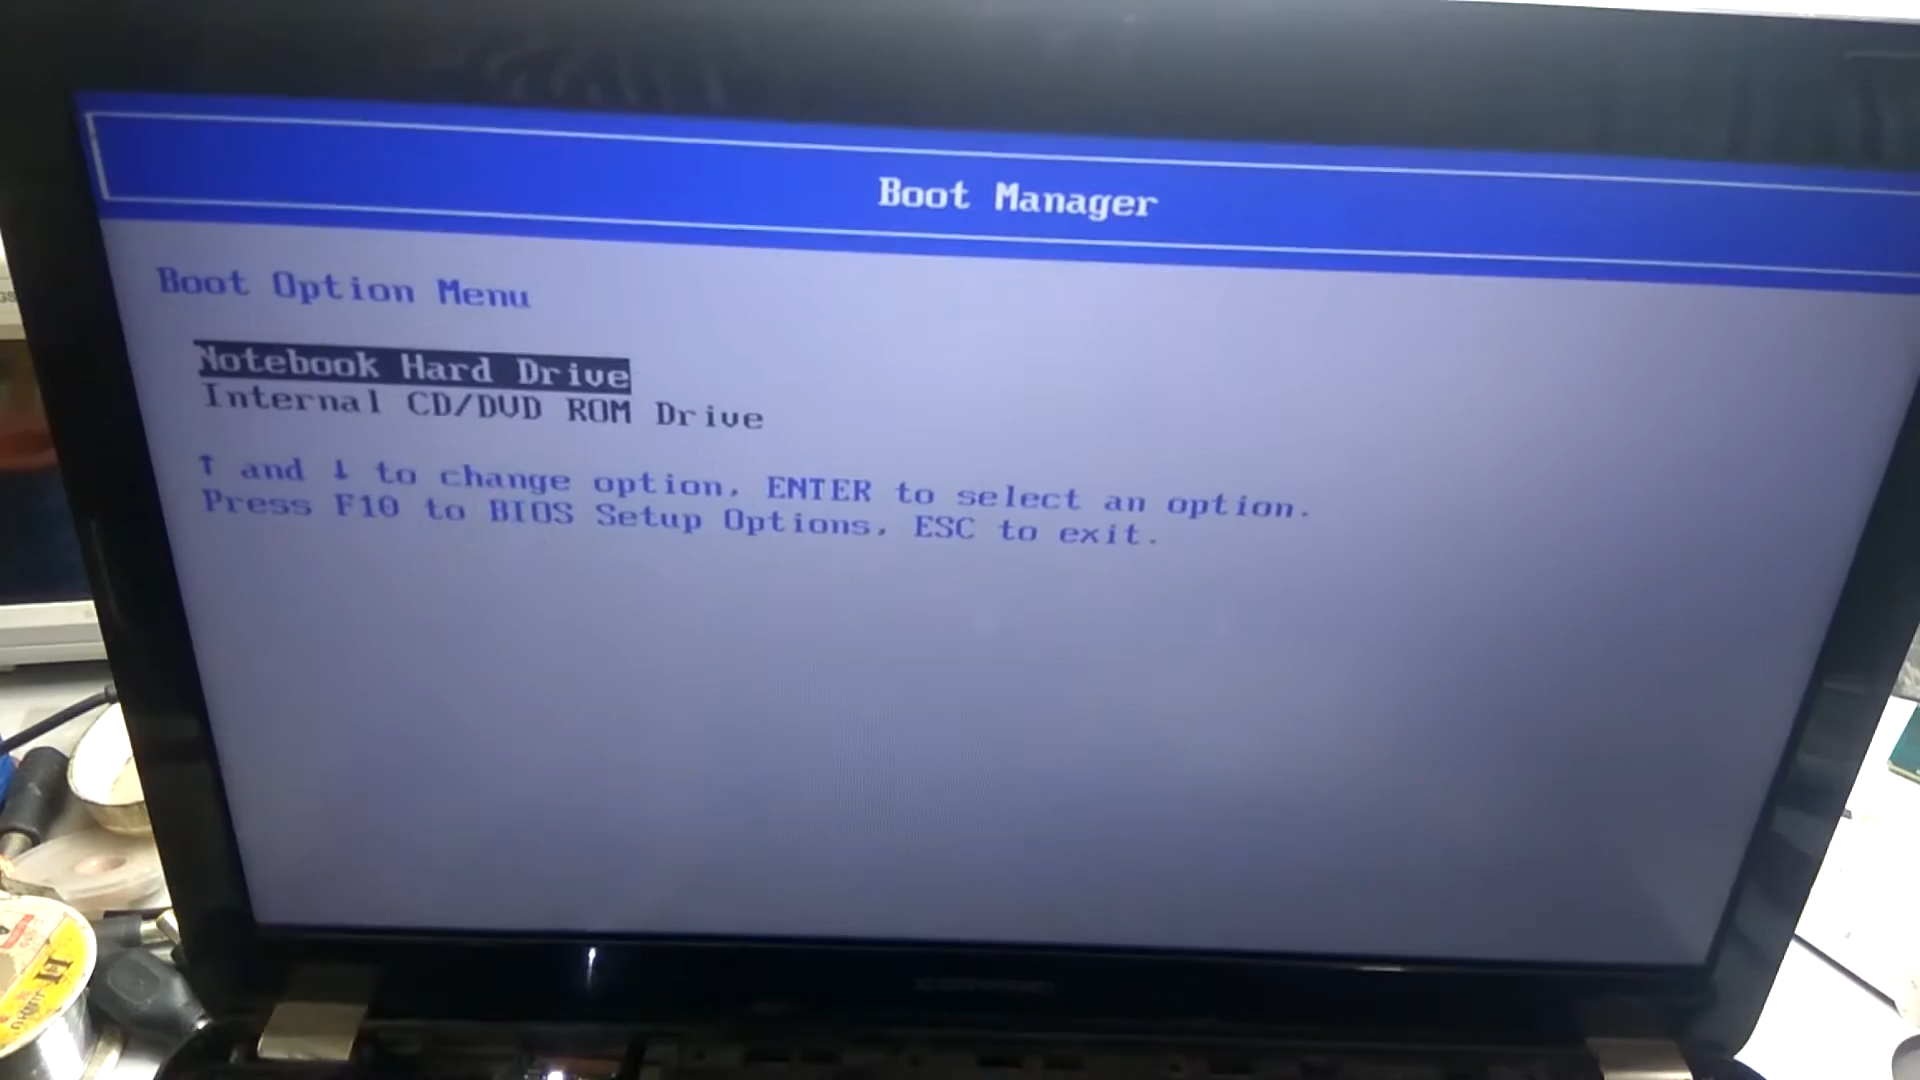 Boot Manager
Boot Option Menu
Notebook Hard Drive
Internal CD/DVD ROM Drive
↑ and ↓ to change option, ENTER to select an option.
Press F10 to BIOS Setup Options, ESC to exit.